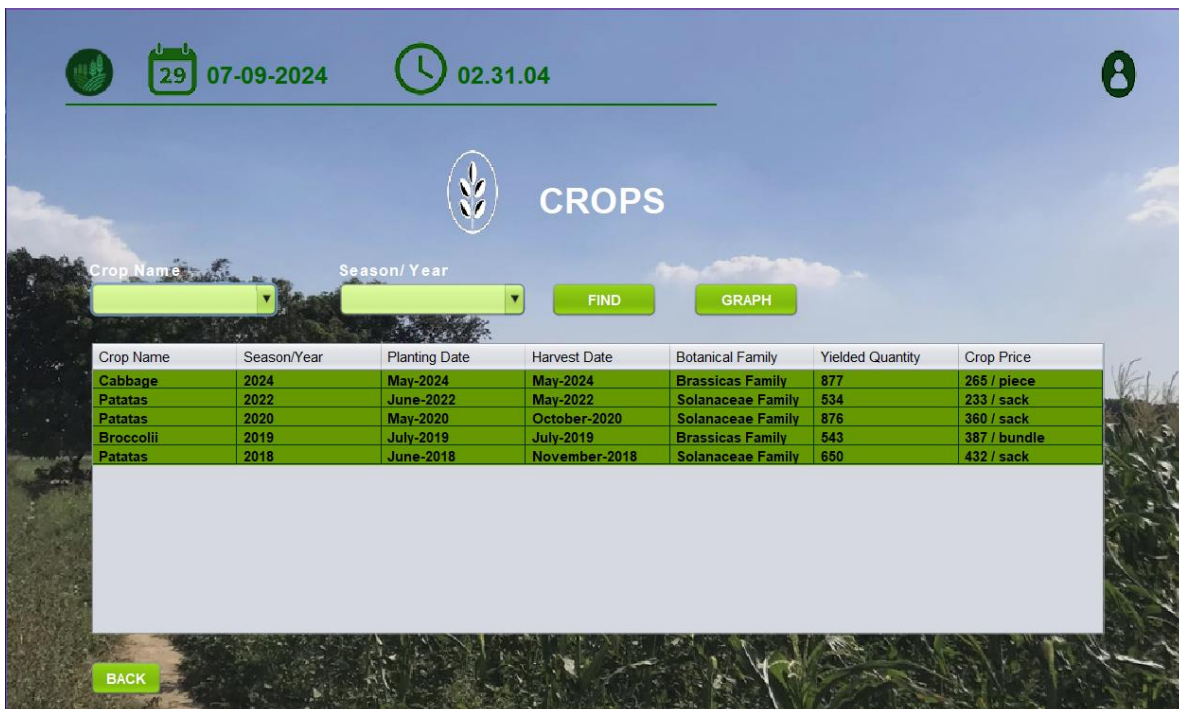 29 07-09-2024 02.31.04
CROPS
Crop Name Season/ Year
FIND GRAPH
Crop Name Season/Year Planting Date Harvest Date Botanical Family Yielded Quantity Crop Price
Cabbage 2024 May-2024 May-2024 Brassicas Family 877 265 / piece
Patatas 2022 June-2022 May-2022 Solanaceae Family 534 233 / sack
Patatas 2020 May-2020 October-2020 Solanaceae Family 876 360 / sack
Broccolii 2019 July-2019 July-2019 Brassicas Family 543 387 / bundle
Patatas 2018 June-2018 November-2018 Solanaceae Family 650 432 / sack
BACK